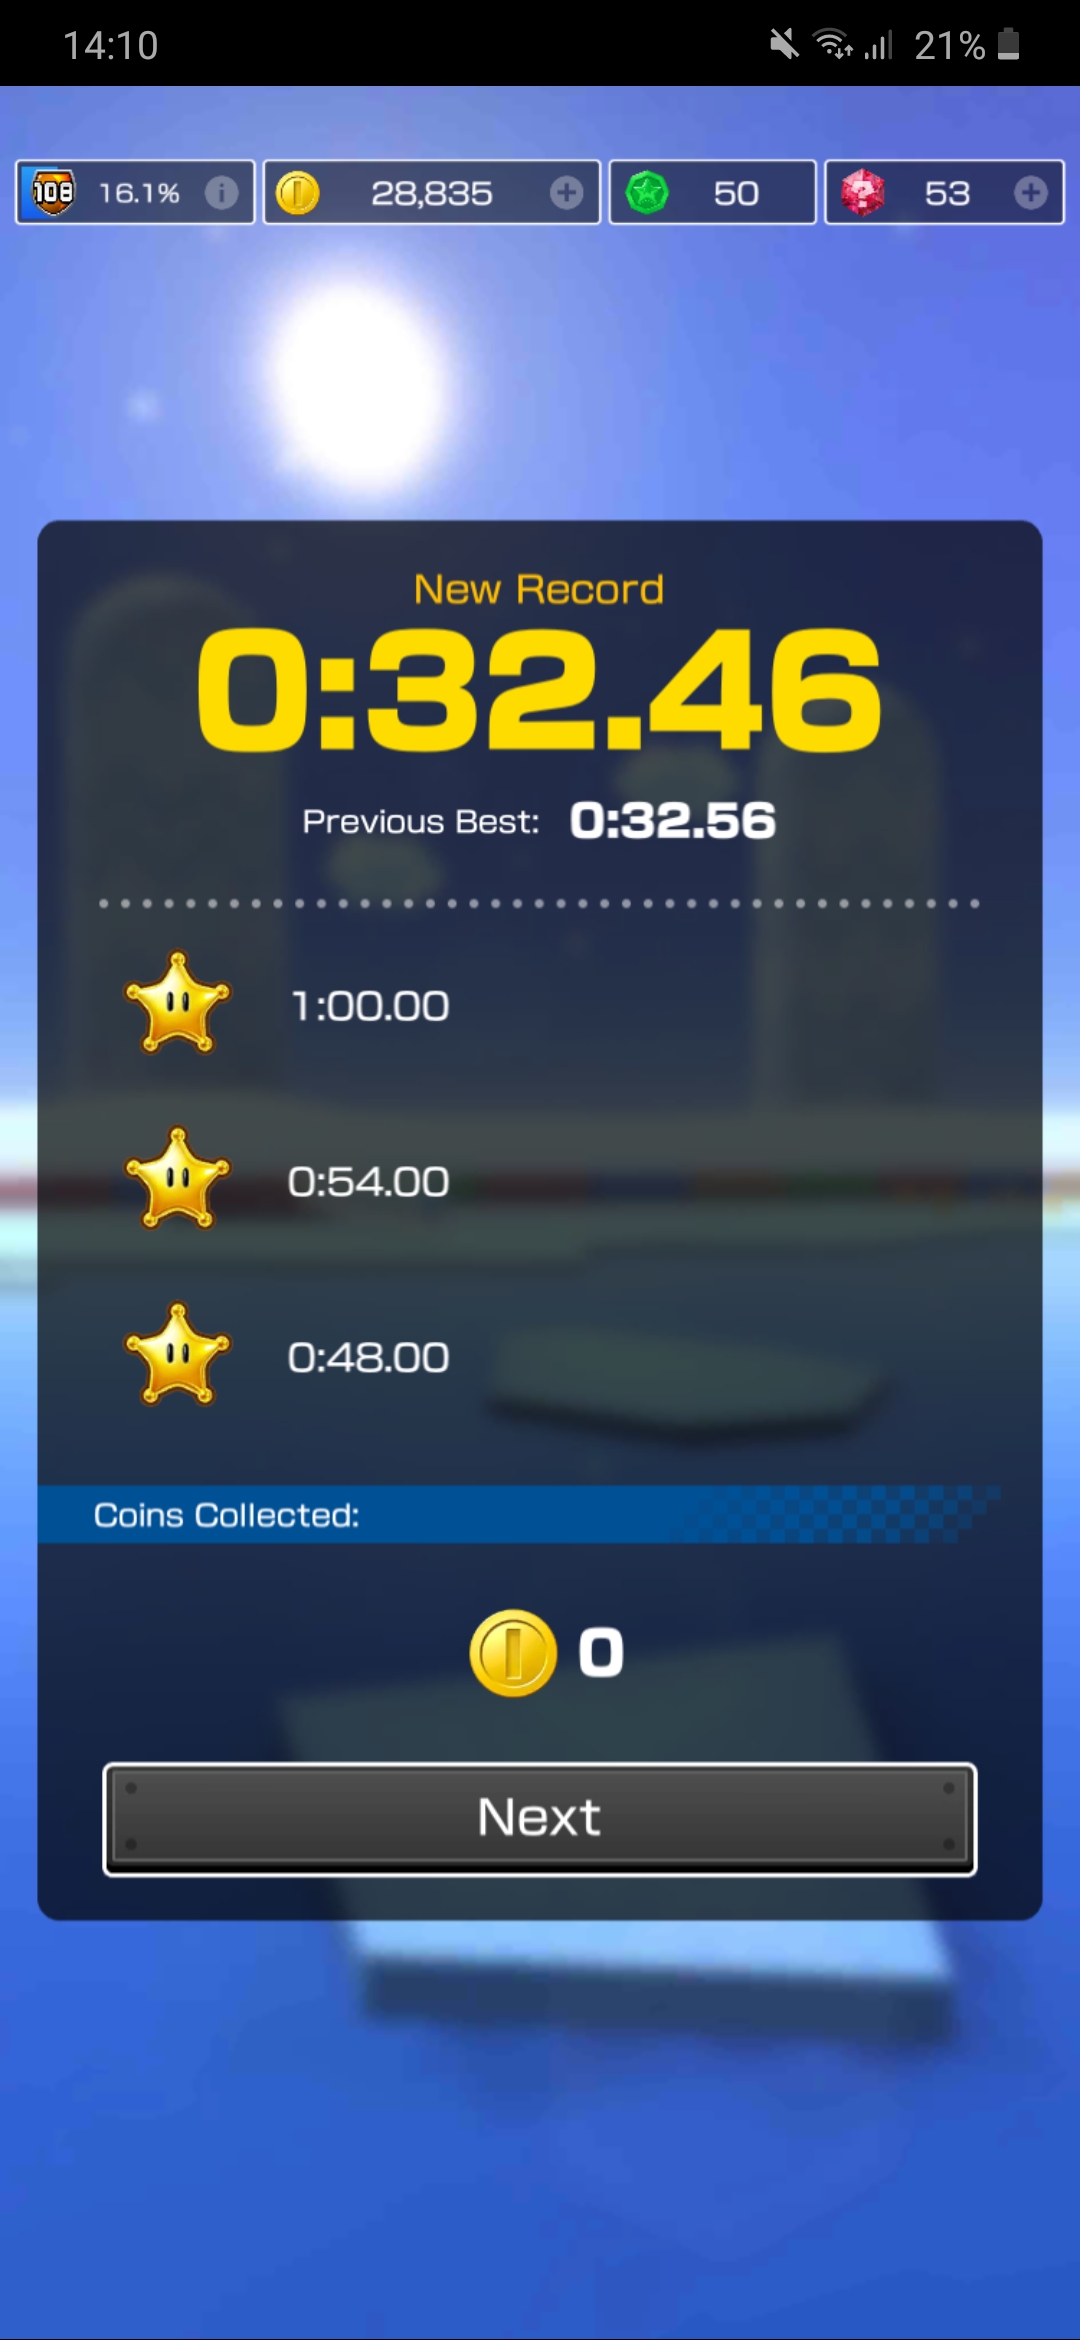 14:10 21%
108 16.1% i 28,835 + 50 ? 53 +
New Record
0:32.46
Previous Best: 0:32.56
1:00.00
0:54.00
0:48.00
Coins Collected:
0
Next